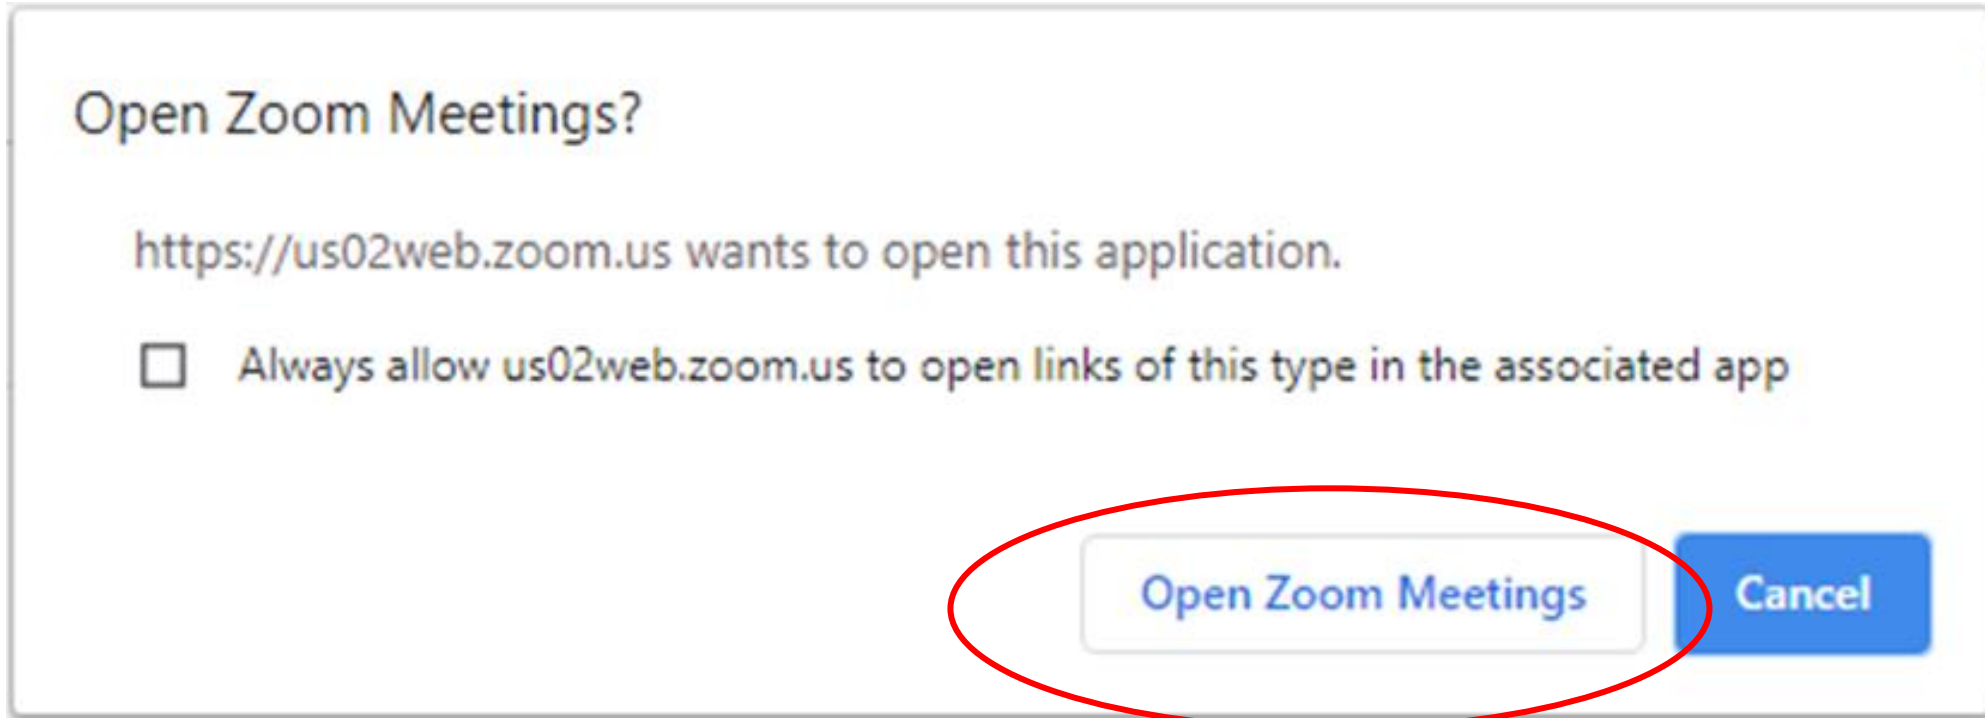 Open Zoom Meetings?
https://us02web.zoom.us wants to open this application.
Always allow us02web.zoom.us to open links of this type in the associated app
Open Zoom Meetings
Cancel